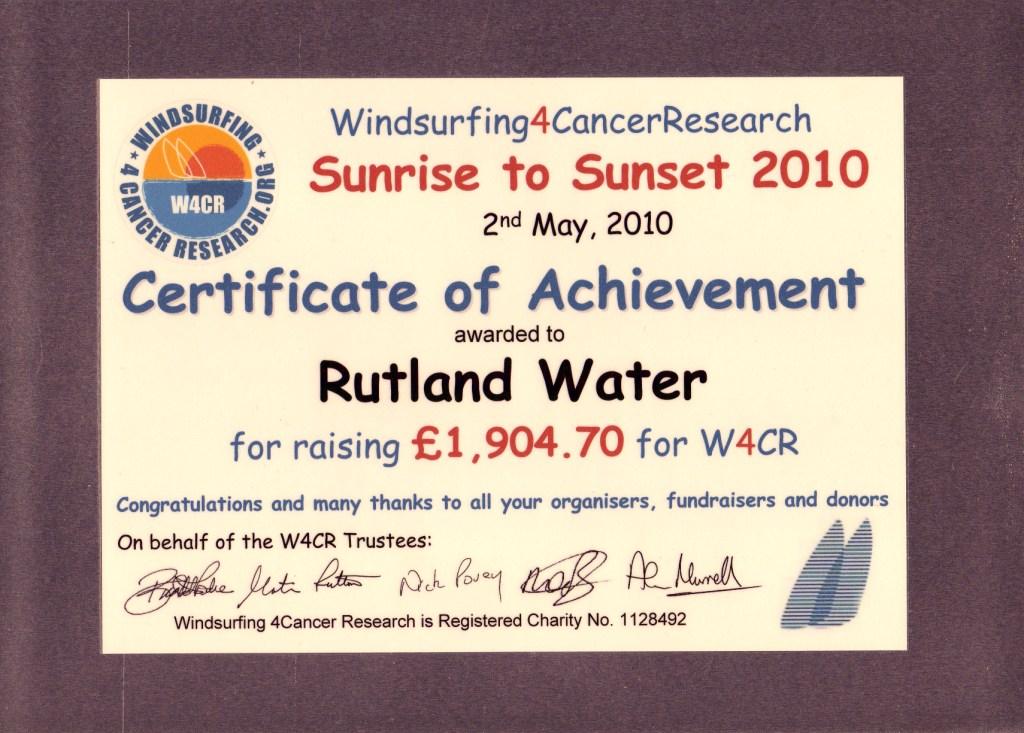 WINDSURFING
4 CANCER RESEARCH.ORG
W4CR
Windsurfing4CancerResearch
Sunrise to Sunset 2010
2nd May, 2010
Certificate of Achievement
awarded to
Rutland Water
for raising £1,904.70 for W4CR
Congratulations and many thanks to all your organisers, fundraisers and donors
On behalf of the W4CR Trustees:
Nick Povey
Windsurfing 4Cancer Research is Registered Charity No. 1128492